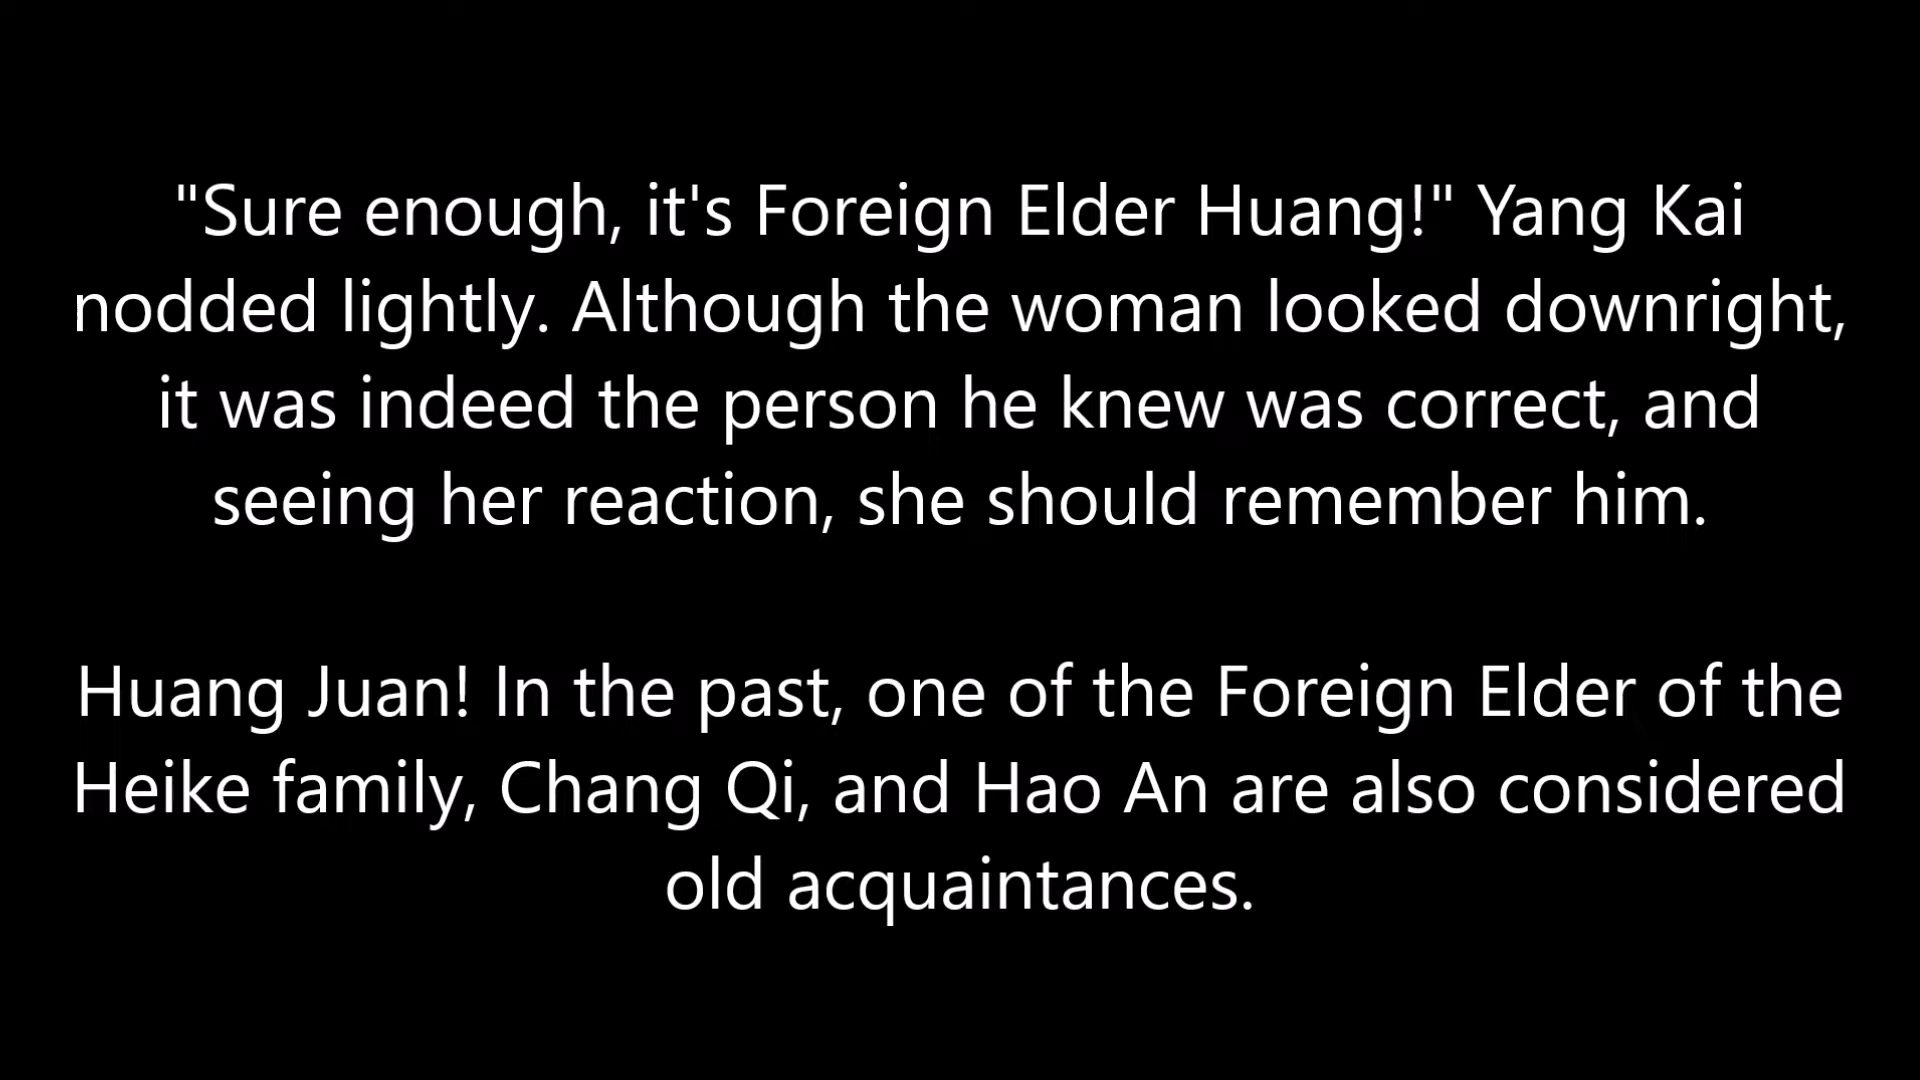 "Sure enough, it's Foreign Elder Huang!" Yang Kai
nodded lightly. Although the woman looked downright,
it was indeed the person he knew was correct, and
seeing her reaction, she should remember him.
Huang Juan! In the past, one of the Foreign Elder of the
Heike family, Chang Qi, and Hao An are also considered
old acquaintances.